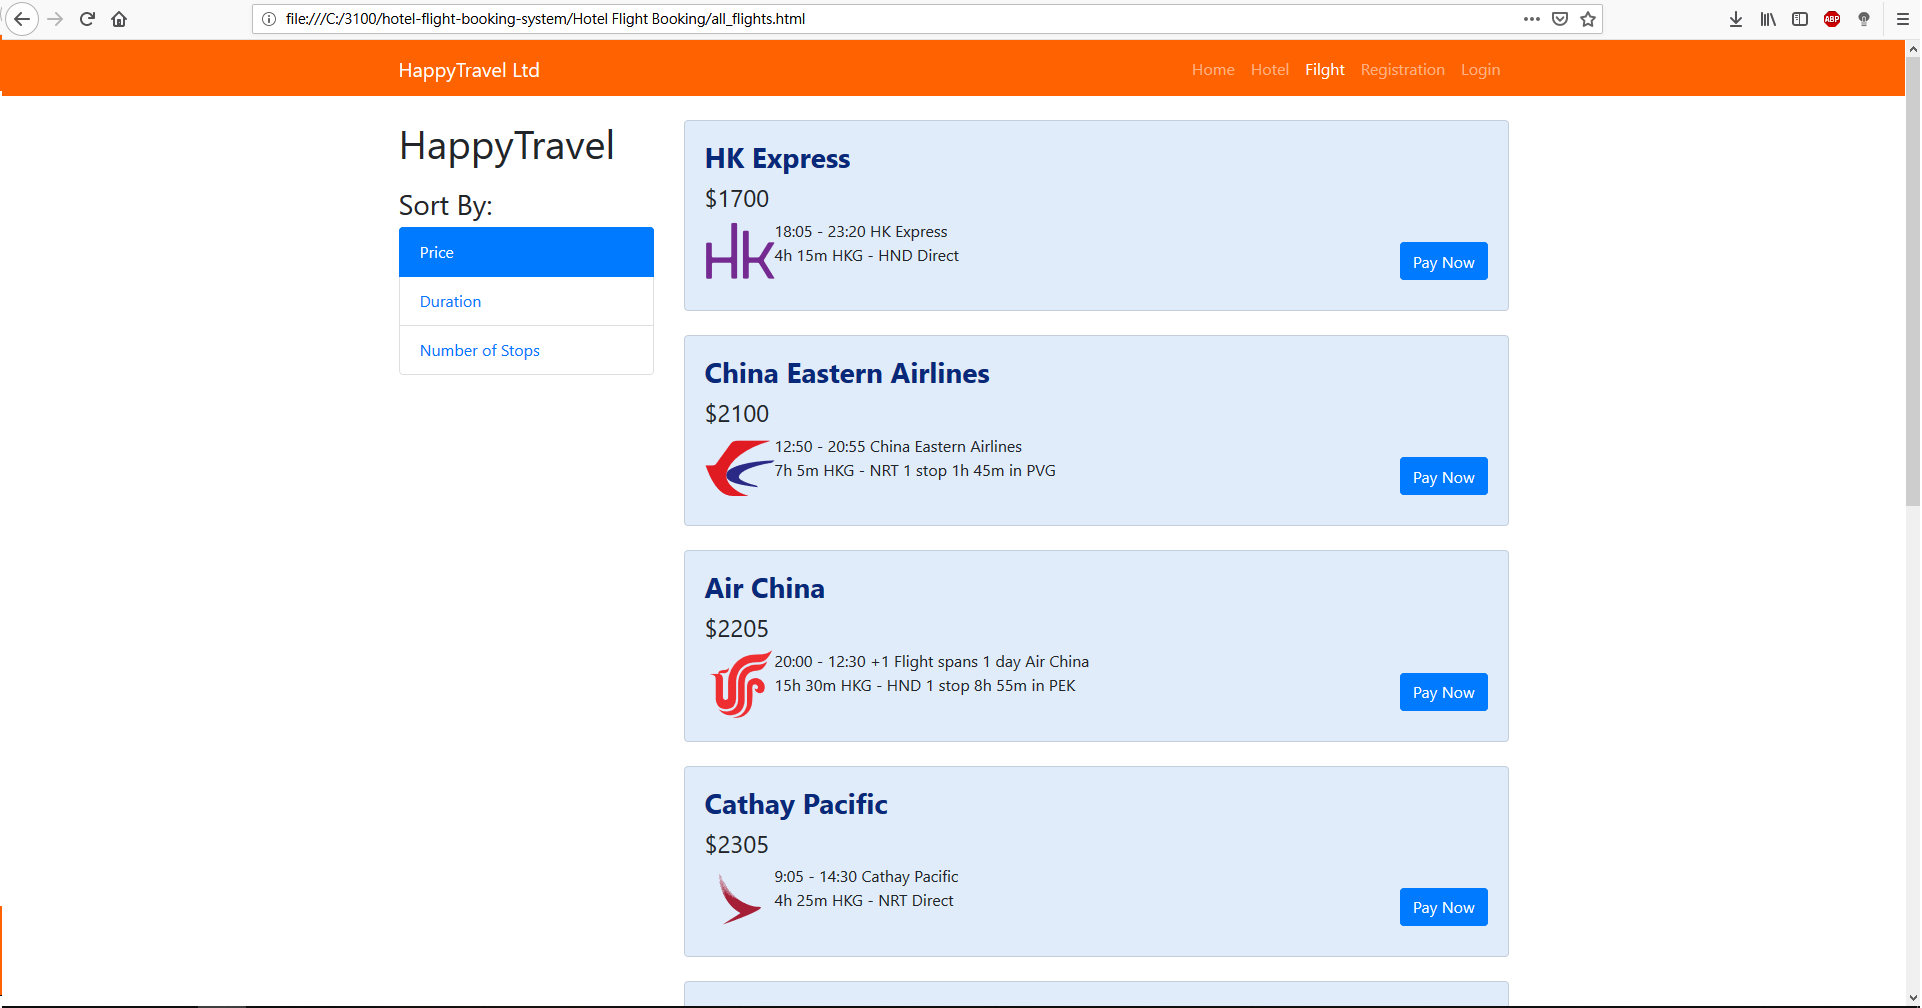 file:///C:/3100/hotel-flight-booking-system/Hotel Flight Booking/all_flights.html
ABP
HappyTravel Ltd
Home Hotel Filght Registration Login
HappyTravel
Sort By:
Price
Duration
Number of Stops
HK Express
$1700
hk
18:05 - 23:20 HK Express
4h 15m HKG - HND Direct
Pay Now
China Eastern Airlines
$2100
12:50 - 20:55 China Eastern Airlines
7h 5m HKG - NRT 1 stop 1h 45m in PVG
Pay Now
Air China
$2205
20:00 - 12:30 +1 Flight spans 1 day Air China
15h 30m HKG - HND 1 stop 8h 55m in PEK
Pay Now
Cathay Pacific
$2305
9:05 - 14:30 Cathay Pacific
4h 25m HKG - NRT Direct
Pay Now